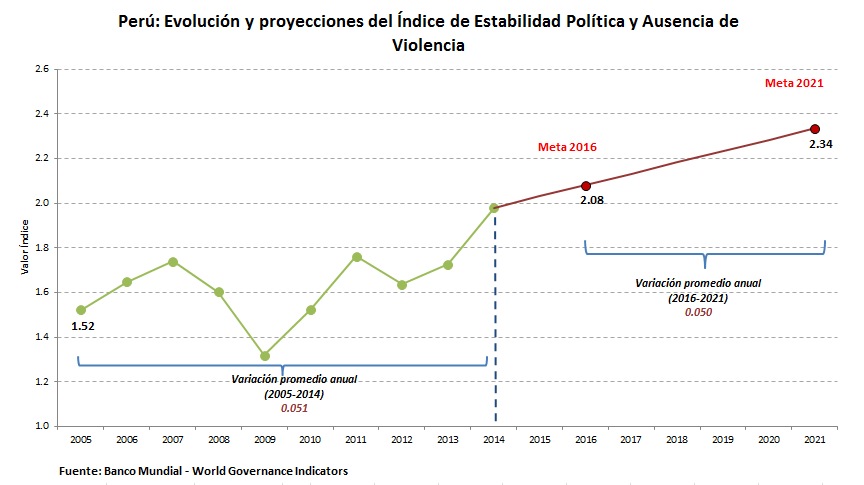 Perú: Evolución y proyecciones del Índice de Estabilidad Política y Ausencia de
Violencia
2.6
Meta 2021
2.4
2.34
2.2
Meta 2016
2.08
2.0
Valor Índice
1.8
Variación promedio anual
(2016-2021)
0.050
1.6
1.52
1.4
Variación promedio anual
(2005-2014)
0.051
1.2
1.0
2005 2006 2007 2008 2009 2010 2011 2012 2013 2014 2015 2016 2017 2018 2019 2020 2021
Fuente: Banco Mundial - World Governance Indicators